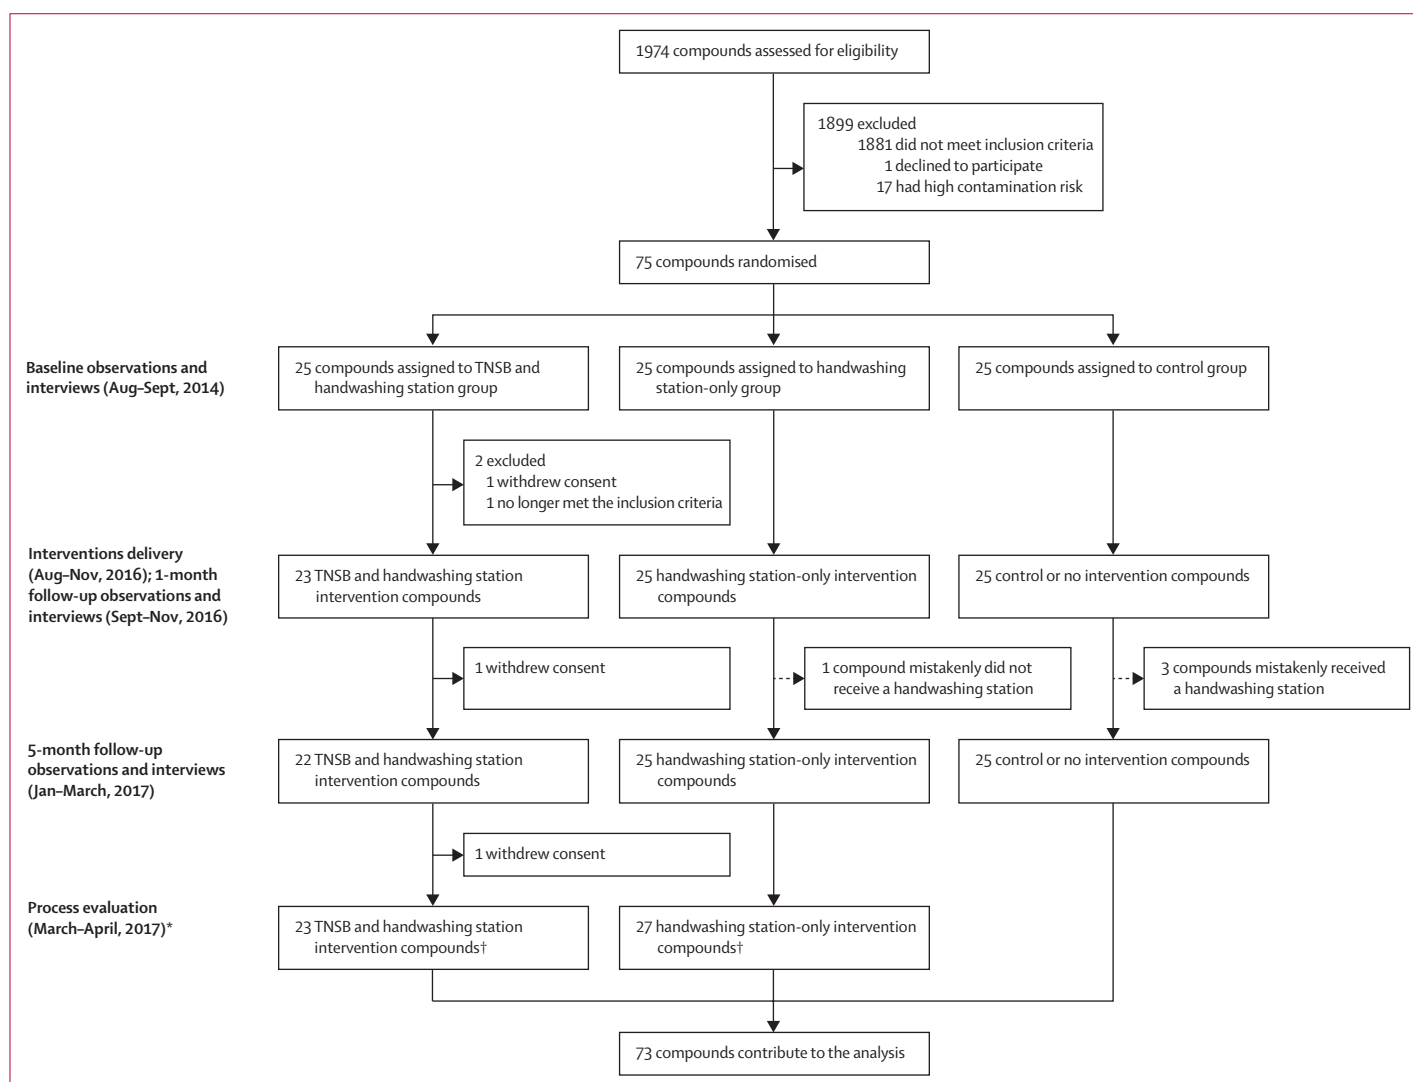 1974 compounds assessed for eligibility
1899 excluded
1881 did not meet inclusion criteria
1 declined to participate
17 had high contamination risk
75 compounds randomised
Baseline observations and
interviews (Aug–Sept, 2014)
25 compounds assigned to TNSB and
handwashing station group
25 compounds assigned to handwashing
station-only group
25 compounds assigned to control group
2 excluded
1 withdrew consent
1 no longer met the inclusion criteria
Interventions delivery
(Aug–Nov, 2016); 1-month
follow-up observations and
interviews (Sept–Nov, 2016)
23 TNSB and handwashing station
intervention compounds
25 handwashing station-only intervention
compounds
25 control or no intervention compounds
1 withdrew consent
1 compound mistakenly did not
receive a handwashing station
3 compounds mistakenly received
a handwashing station
5-month follow-up
observations and interviews
(Jan–March, 2017)
22 TNSB and handwashing station
intervention compounds
25 handwashing station-only intervention
compounds
25 control or no intervention compounds
1 withdrew consent
Process evaluation
(March–April, 2017)*
23 TNSB and handwashing station
intervention compounds†
27 handwashing station-only intervention
compounds†
73 compounds contribute to the analysis